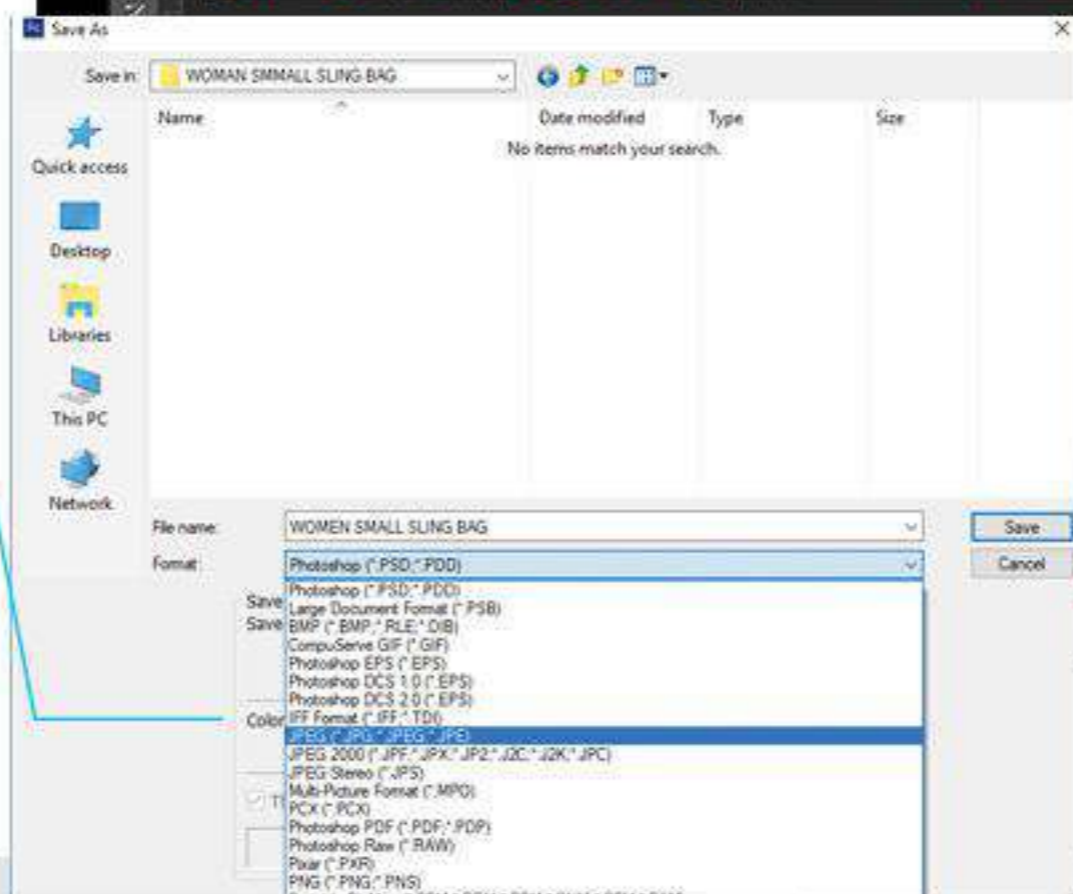 Save As
Save in:
WOMAN SMMALL SLING BAG
Name
Date modified
Type
Size
No items match your search.
Quick access
Desktop
Libraries
This PC
Network
File name:
WOMEN SMALL SLING BAG
Save
Format:
Photoshop (*.PSD;*.PDD)
Cancel
Photoshop (*.PSD;*.PDD)
Save
Large Document Format (*.PSB)
Save
BMP (*.BMP;*.RLE;*.DIB)
CompuServe GIF (*.GIF)
Photoshop EPS (*.EPS)
Photoshop DCS 1.0 (*.EPS)
Photoshop DCS 2.0 (*.EPS)
Color
IFF Format (*.IFF;*.TDI)
JPEG (*.JPG;*.JPEG;*.JPE)
JPEG 2000 (*.JPF;*.JPX;*.JP2;*.J2C;*.J2K;*.JPC)
JPEG Stereo (*.JPS)
Multi-Picture Format (*.MPO)
PCX (*.PCX)
Photoshop PDF (*.PDF;*.PDP)
Photoshop Raw (*.RAW)
Pixar (*.PXR)
PNG (*.PNG;*.PNS)